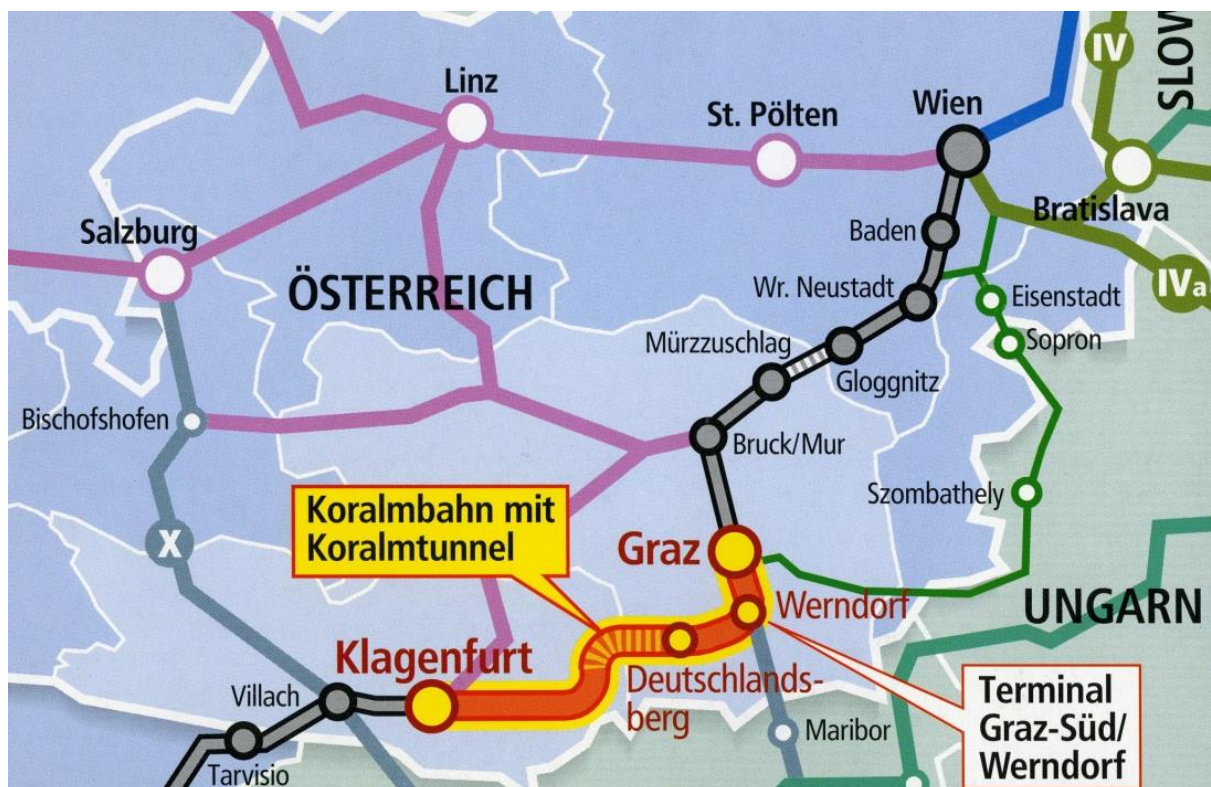 IV
SLOW
Linz
St. Pölten
Wien
Salzburg
Baden
Bratislava
ÖSTERREICH
Wr. Neustadt
Eisenstadt
IVa
Mürzzuschlag
Sopron
Gloggnitz
Bischofshofen
Bruck/Mur
Szombathely
Koralmbahn mit
Koralmtunnel
X
Graz
Werndorf
UNGARN
Klagenfurt
Deutschlands-
berg
Villach
Terminal
Graz-Süd/
Werndorf
Maribor
Tarvisio